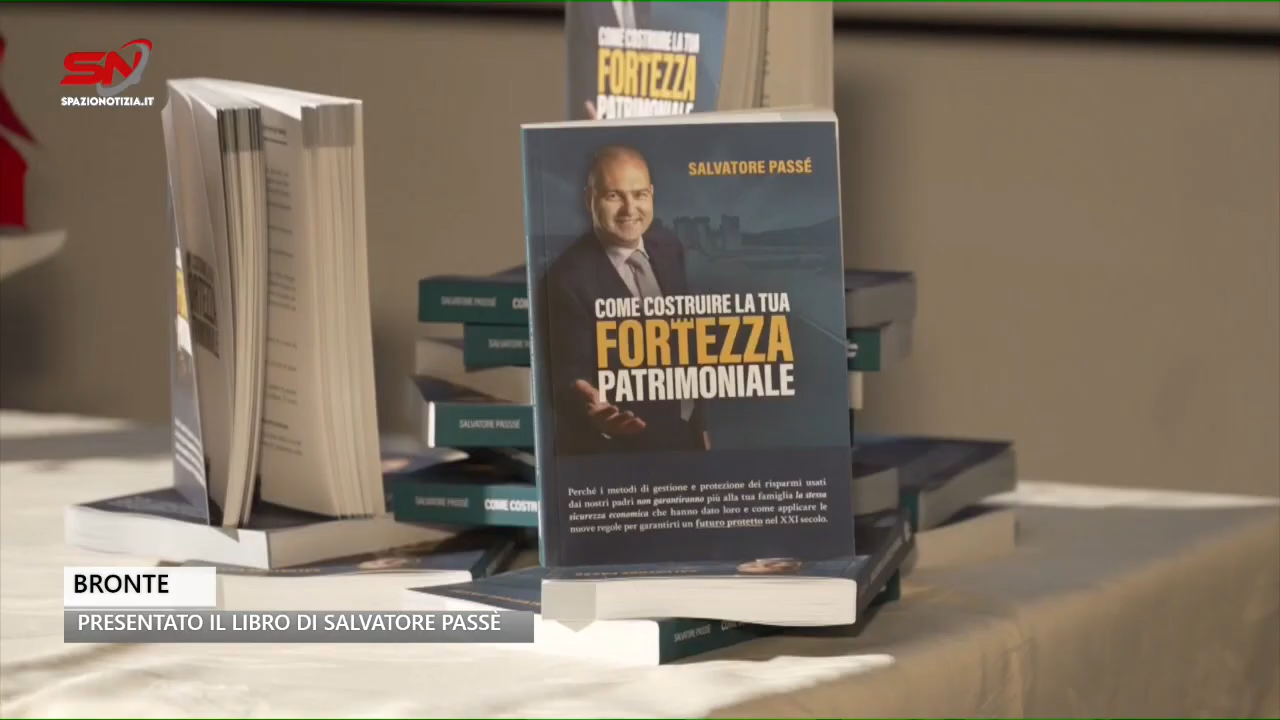 SN
SPAZIONOTIZIA.IT
COME COSTRUIRE LA TUA
FORTEZZA
PATRIMONIALE
SALVATORE PASSÉ
COME COSTRUIRE LA TUA
FORTEZZA
PATRIMONIALE
Perché i metodi di gestione e protezione dei risparmi usati
dai nostri padri non garantiranno più alla tua famiglia la stessa
sicurezza economica che hanno dato loro e come applicare le
nuove regole per garantirti un futuro protetto nel XXI secolo.
SALVATORE PASSÉ
SALVATORE
SALVATORE PASSÉ
SALVATORE PASSÉ COME COSTR
SALVATORE PASSÉ
BRONTE
PRESENTATO IL LIBRO DI SALVATORE PASSÈ